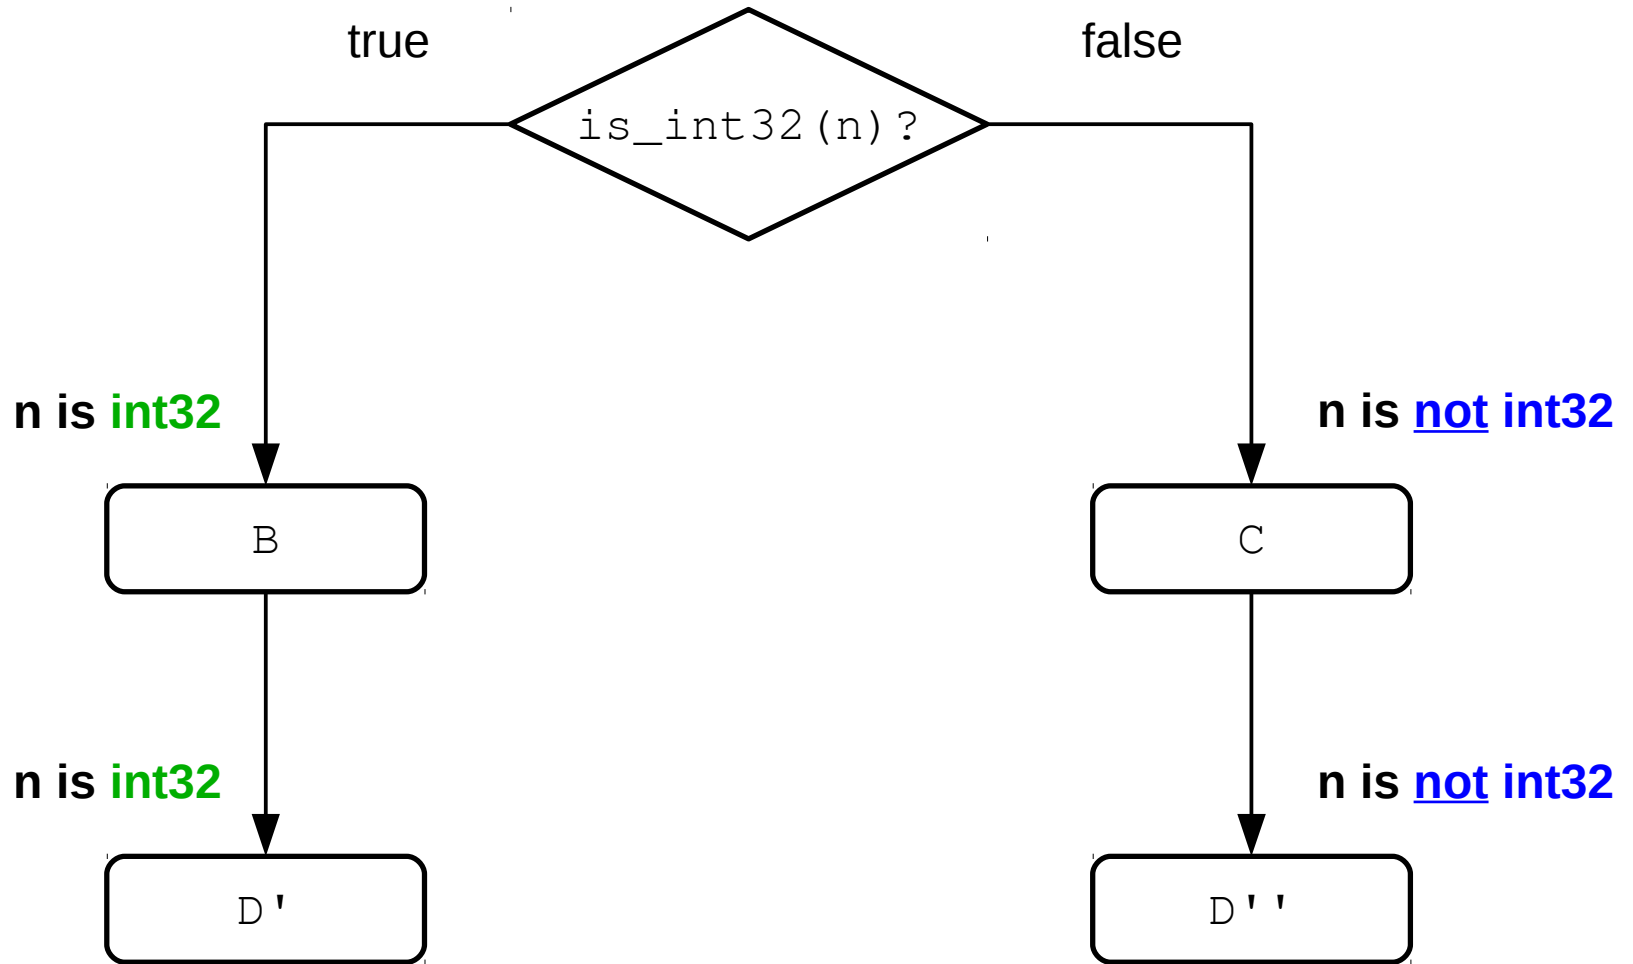 true
false
is_int32(n)?
n is int32
n is not int32
B
C
n is int32
n is not int32
D'
D''